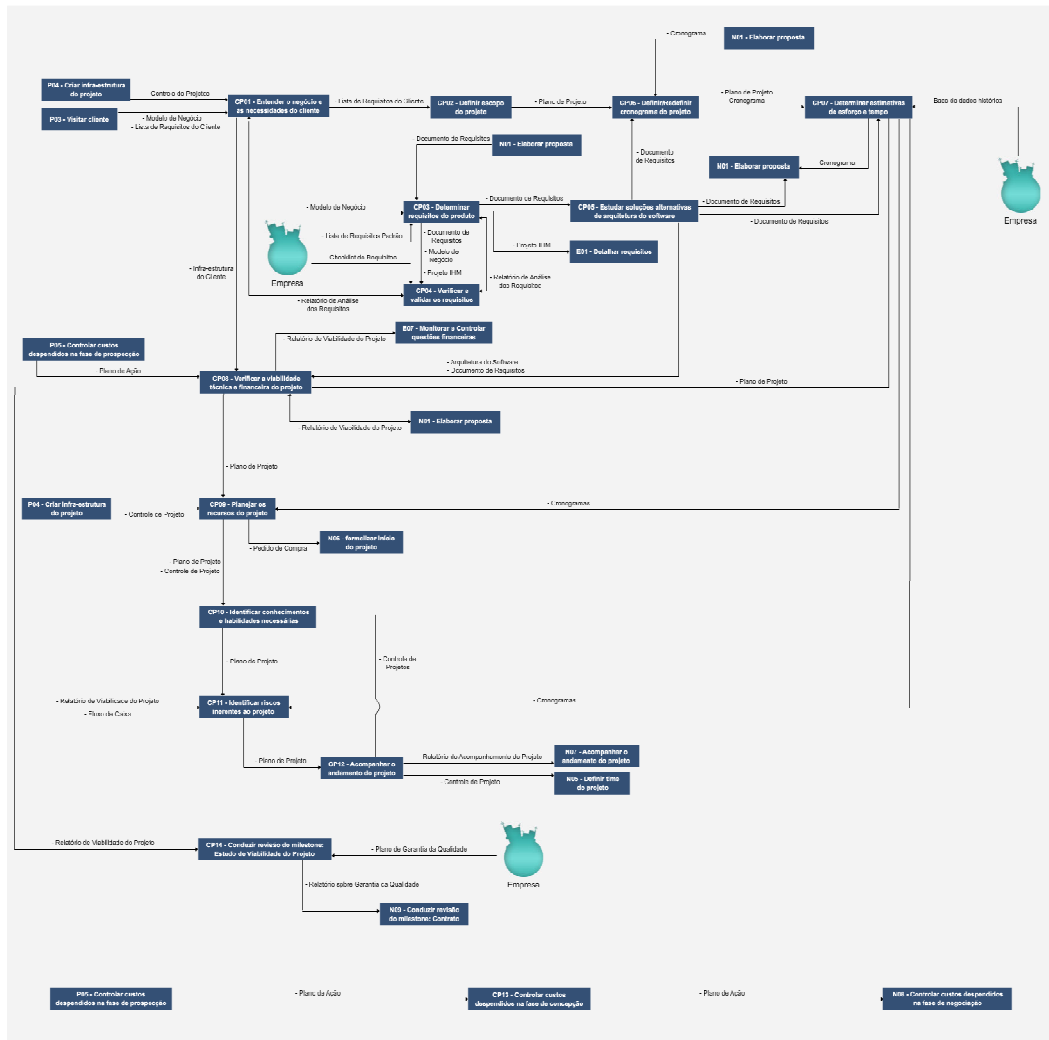 - Cronograma
N01 - Elaborar proposta
P04 - Criar infra-estrutura
do projeto
Controle do Projetos
CP01 - Entender o negócio e
as necessidades do cliente
Lista de Requisitos do Cliente
CP02 - Definir escopo
do projeto
- Plano de Projeto
CP06 - Definir/redefinir
cronograma do projeto
- Plano de Projeto
Cronograma
CP07 - Determinar estimativas
de esforço e tempo
Base de dados histórios
P03 - Visitar cliente
- Modelo de Negócio
- Lista de Requisitos do Cliente
Documento de Requisitos
N01 - Elaborar proposta
- Documento
de Requisitos
N01 - Elaborar proposta
Cronograma
- Modelo de Negócio
CP03 - Determinar
requisitos do produto
- Documento de Requisitos
CP05 - Estudar soluções alternativas
de arquitetura do software
- Documento de Requisitos
- Documento de Requisitos
Empresa
- Lista de Requisitos Padrão
- Documento de
Requisitos
- Modelo de
Negócio
- Projeto IHM
- Projeto IHM
E01 - Detalhar requisitos
Checklist de Requisitos
Empresa
- Infra-estrutura
do Cliente
- Relatório de Análise
dos Requisitos
CP04 - Verificar e
validar os requisitos
- Relatório de Análise
dos Requisitos
E07 - Monitorar e Controlar
questões financeiras
- Relatório de Viabilidade do Projeto
P05 - Controlar custos
despendidos na fase de prospecção
Plano de Ação
CP08 - Verificar a viabilidade
técnica e financeira do projeto
- Arquitetura do Software
- Documento de Requisitos
- Plano de Projeto
- Relatório de Viabilidade do Projeto
N01 - Elaborar proposta
- Plano de Projeto
P04 - Criar infra-estrutura
do projeto
- Controle de Projeto
CP09 - Planejar os
recursos do projeto
- Cronogramas
- Pedido de Compra
N06 - formalizar início
do projeto
Plano de Projeto
- Controle de Projeto
CP10 - Identificar conhecimentos
e habilidades necessárias
- Plano do Projeto
- Controle de
Projetos
- Relatório de Viabilidade do Projeto
- Fluxo de Caixa
CP11 - Identificar riscos
inerentes ao projeto
- Cronogramas
Plano de Projeto
CP12 - Acompanhar o
andamento do projeto
Relatório de Acompanhamento do Projeto
N07 - Acompanhar o
andamento do projeto
Controle do Projeto
N05 - Definir time
do projeto
Relatório de Viabilidade do Projeto
CP14 - Conduzir revisão do milestone:
Estudo de Viabilidade do Projeto
- Plano de Garantia da Qualidade
Empresa
- Relatório sobre Garantia da Qualidade
N09 - Conduzir revisão
do milestone: Contrato
P05 - Controlar custos
despendidos na fase de prospecção
- Plano de Ação
CP13 - Controlar custos
despendidos na fase de concepção
- Plano de Ação
N08 - Controlar custos despendidos
na fase de negociação